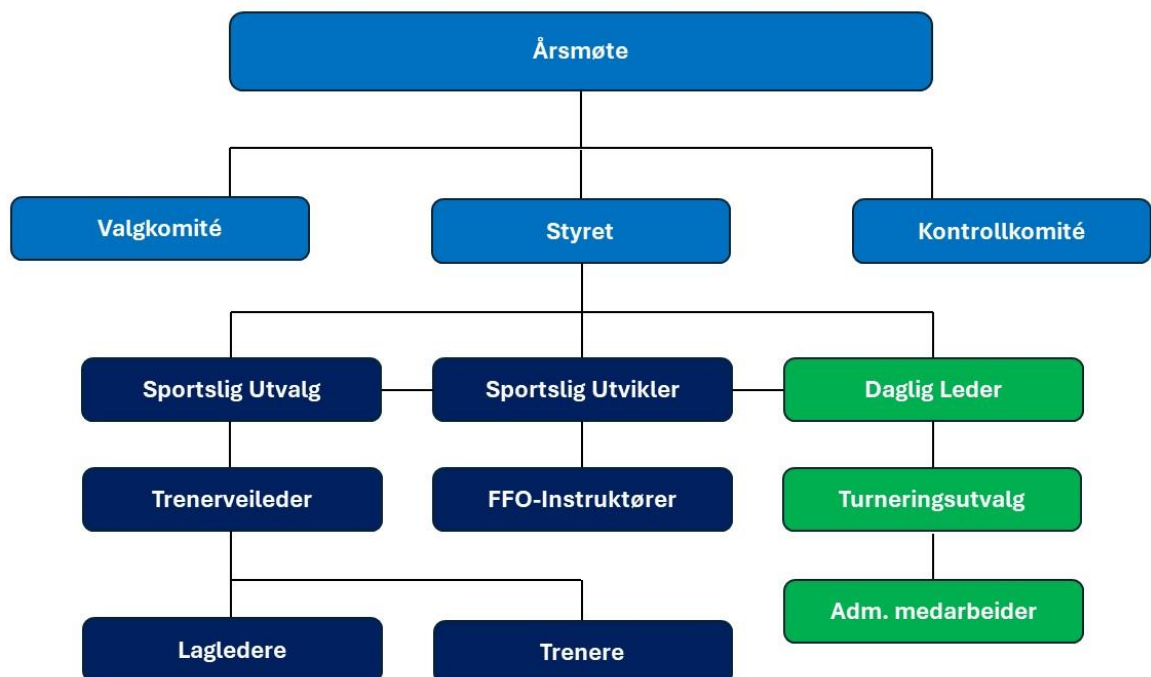 Årsmøte
Valgkomité
Styret
Kontrollkomité
Sportslig Utvalg
Sportslig Utvikler
Daglig Leder
Trenerveileder
FFO-Instruktører
Turneringsutvalg
Adm. medarbeider
Lagledere
Trenere